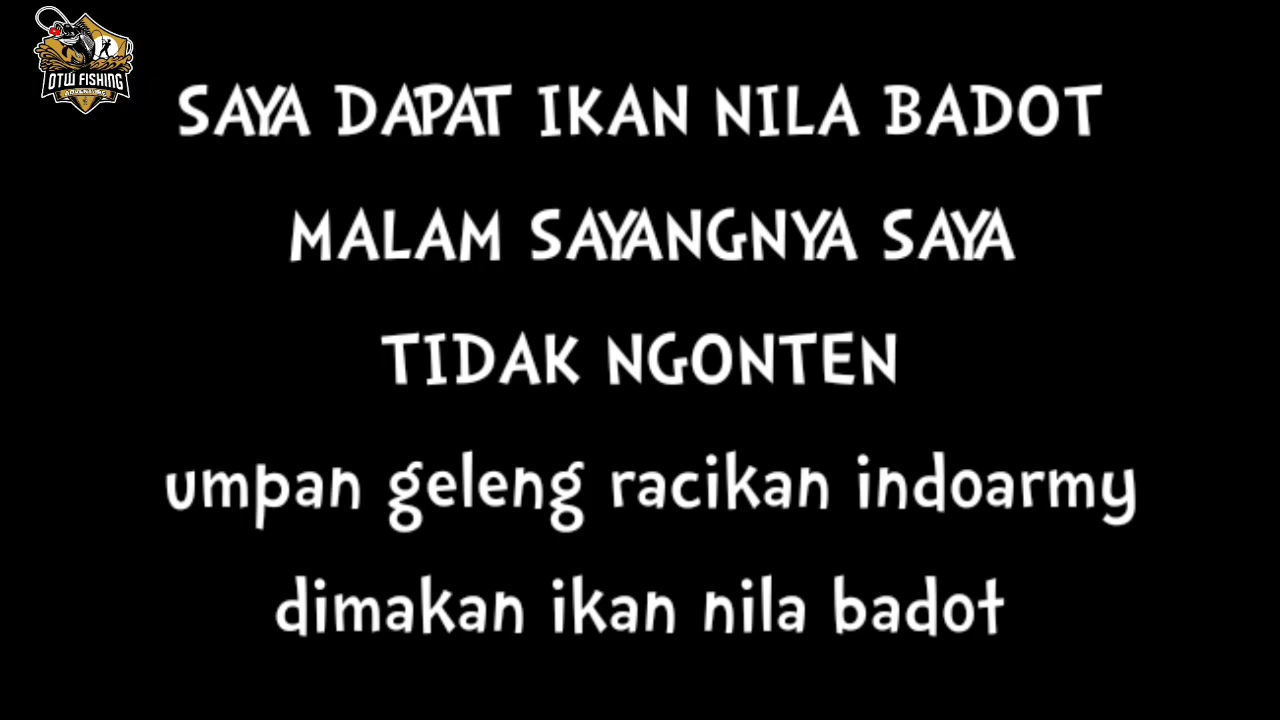 OTW FISHING
ADVENTURE
SAYA DAPAT IKAN NILA BADOT
MALAM SAYANGNYA SAYA
TIDAK NGONTEN
umpan geleng racikan indoarmy
dimakan ikan nila badot